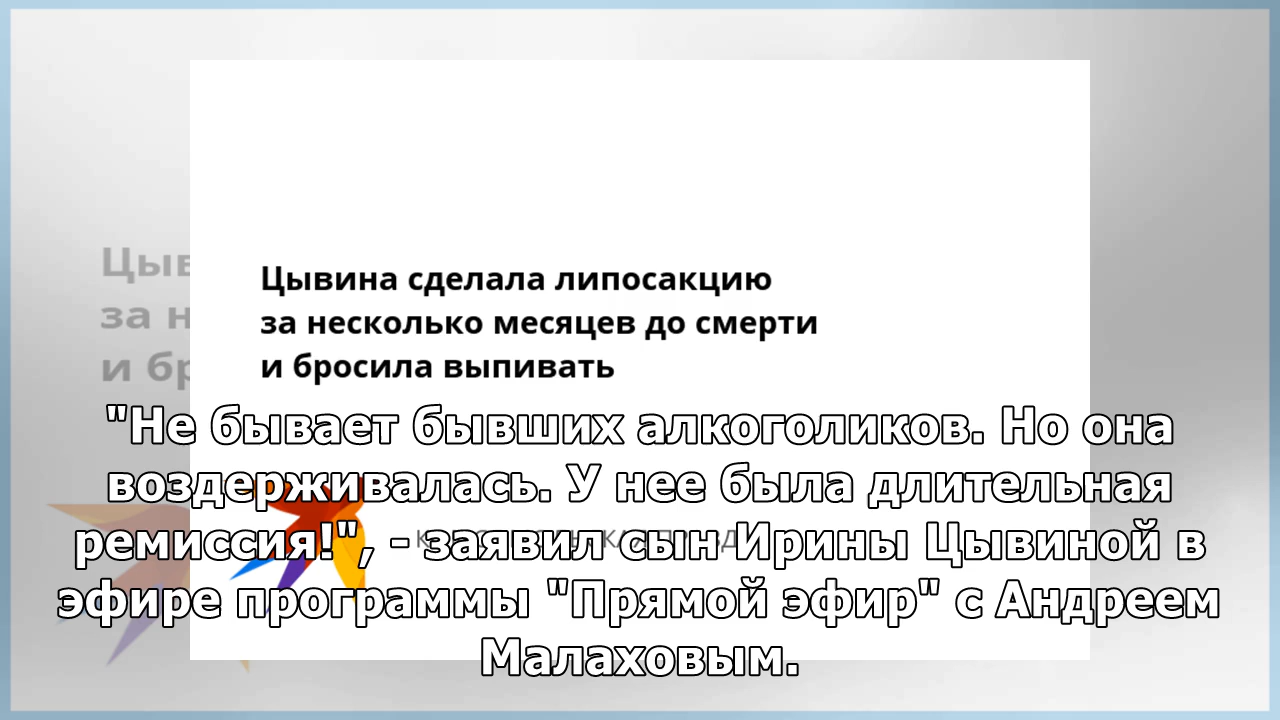 Цывина сделала липосакцию
за несколько месяцев до смерти
и бросила выпивать
"Не бывает бывших алкоголиков. Но она
воздерживалась. У нее была длительная
ремиссия!", - заявил сын Ирины Цывиной в
эфире программы "Прямой эфир" с Андреем
Малаховым.